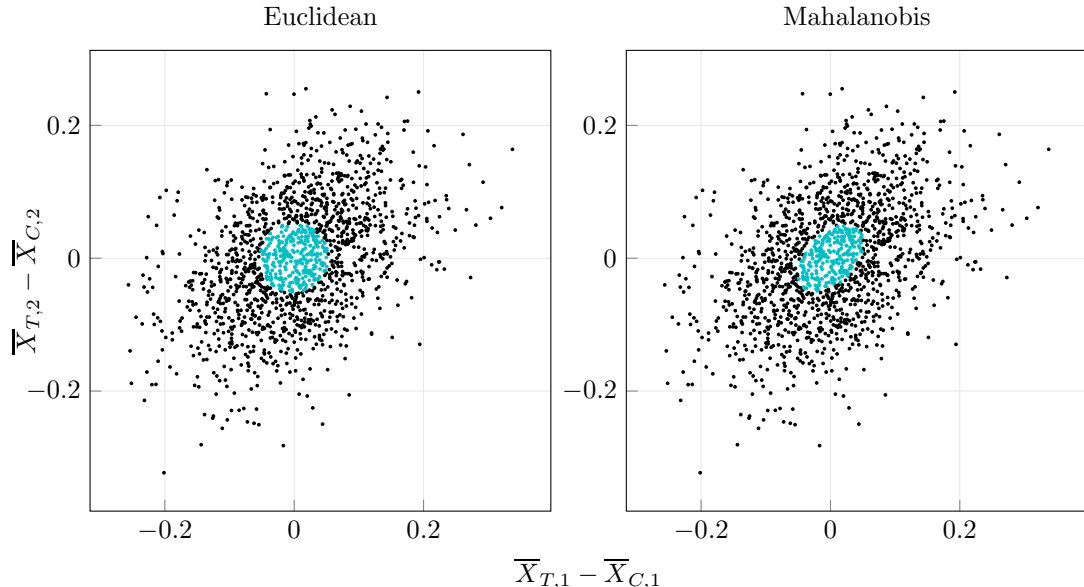 Euclidean Mahalanobis
0.2 0.2
0 0
−0.2 −0.2
X̅_{T,2} − X̅_{C,2}
−0.2 0 0.2 −0.2 0 0.2
X̅_{T,1} − X̅_{C,1}